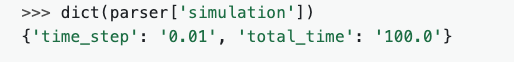 >>> dict(parser['simulation'])
{'time_step': '0.01', 'total_time': '100.0'}